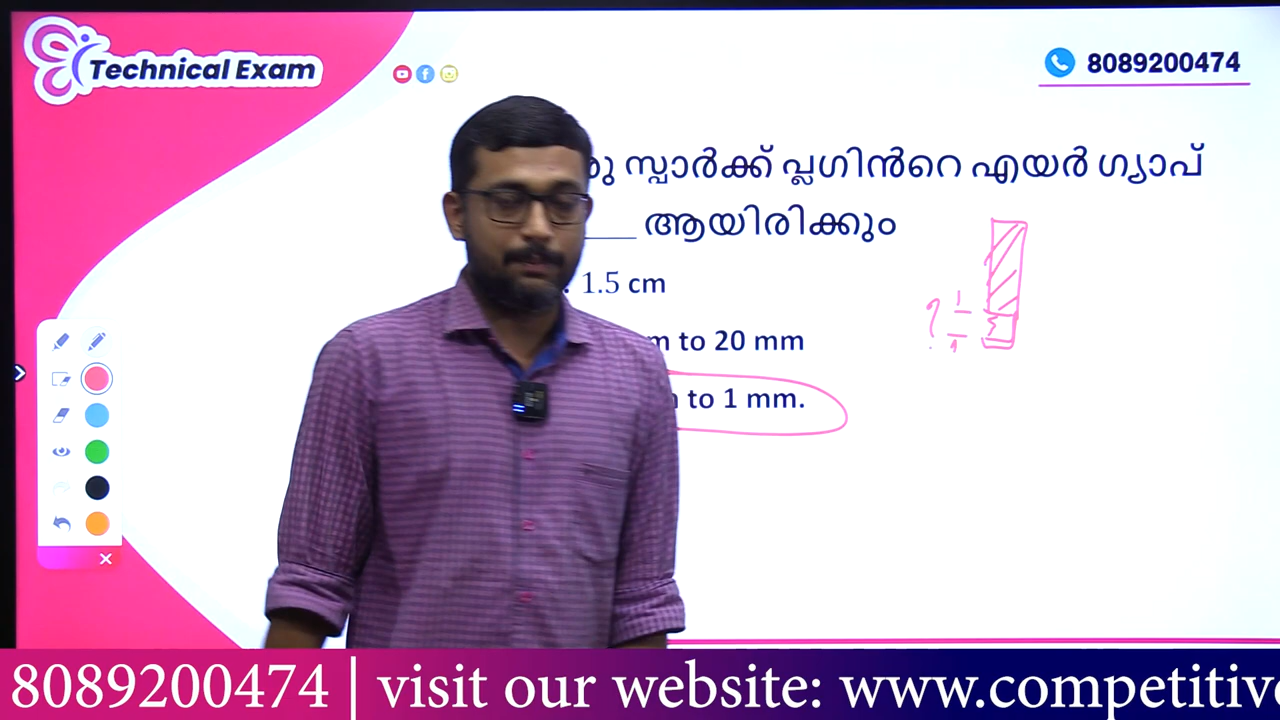 Technical Exam
8089200474
സ്പാർക്ക് പ്ലഗിൻറെ എയർ ഗ്യാപ്
____ ആയിരിക്കും
1.5 cm
to 20 mm
to 1 mm.
?
8089200474 | visit our website: www.competitive